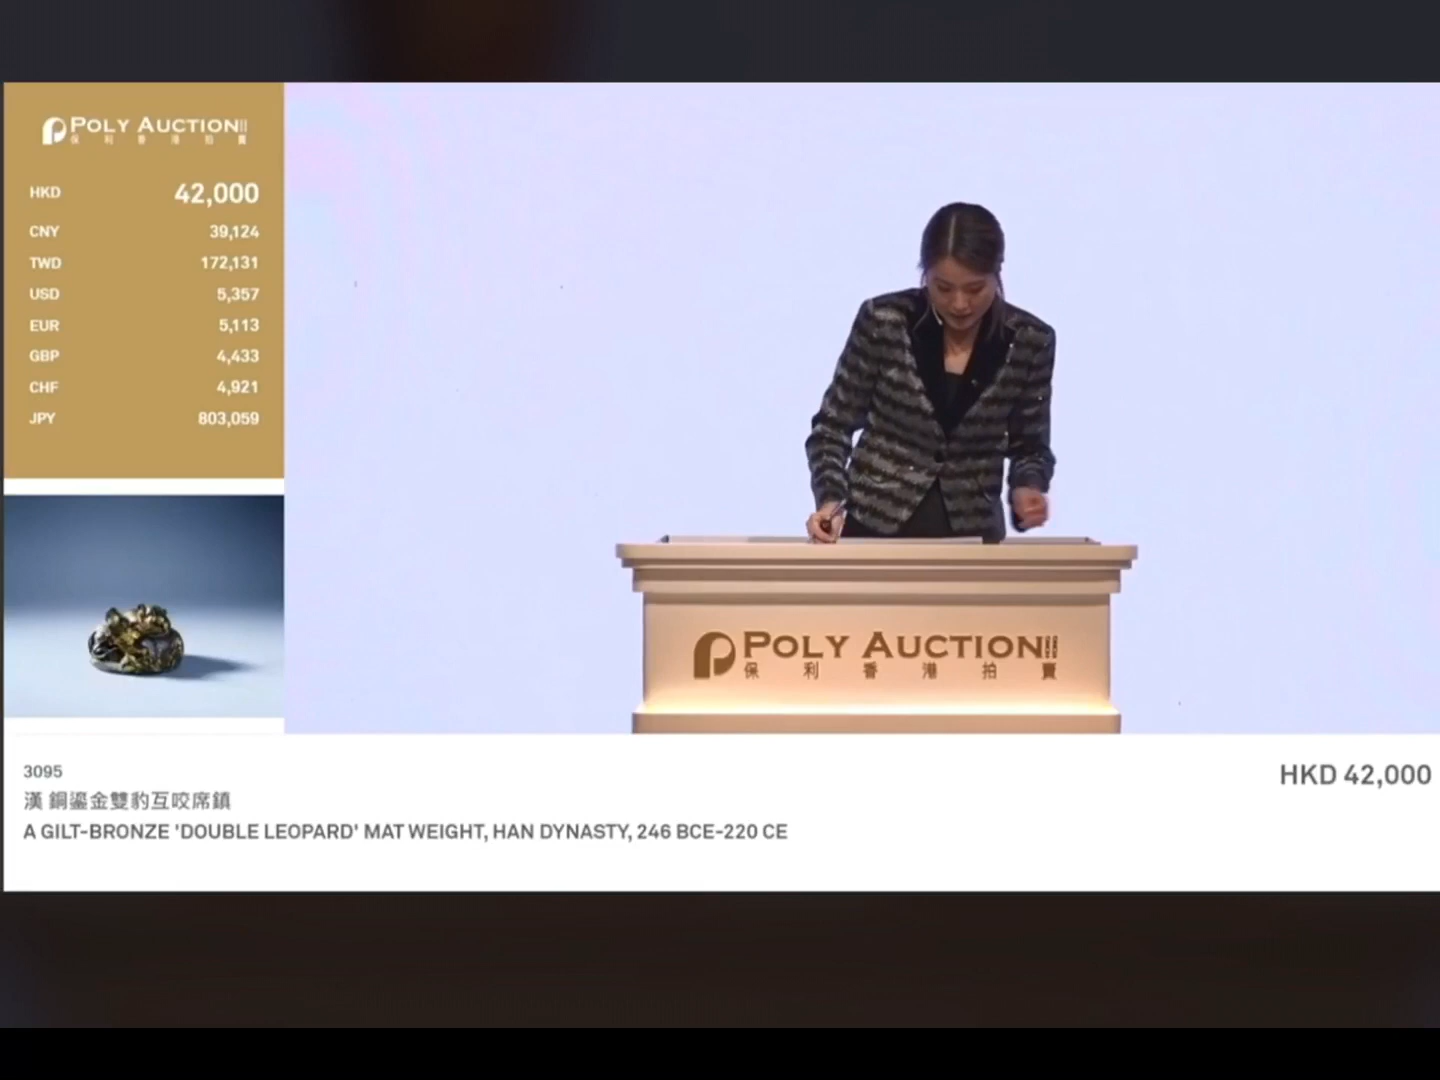 POLY AUCTION
保利香港拍賣
HKD 42,000
CNY 39,124
TWD 172,131
USD 5,357
EUR 5,113
GBP 4,433
CHF 4,921
JPY 803,059
POLY AUCTION
保利香港拍賣
3095
漢 銅鎏金雙豹互咬席鎮
A GILT-BRONZE 'DOUBLE LEOPARD' MAT WEIGHT, HAN DYNASTY, 246 BCE-220 CE
HKD 42,000